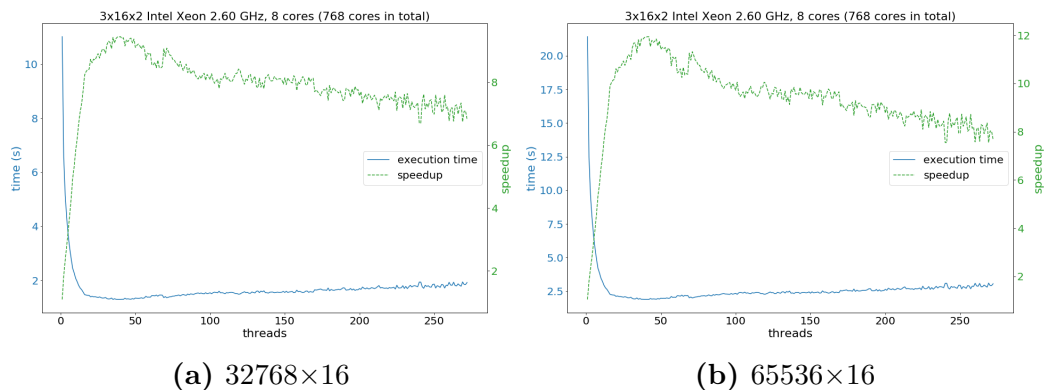 3x16x2 Intel Xeon 2.60 GHz, 8 cores (768 cores in total)
10
8
6
4
2
time (s)
8
6
4
2
speedup
execution time
speedup
0
50
100
150
200
250
threads
(a) 32768×16
3x16x2 Intel Xeon 2.60 GHz, 8 cores (768 cores in total)
20.0
17.5
15.0
12.5
10.0
7.5
5.0
2.5
time (s)
12
10
8
6
4
2
speedup
execution time
speedup
0
50
100
150
200
250
threads
(b) 65536×16